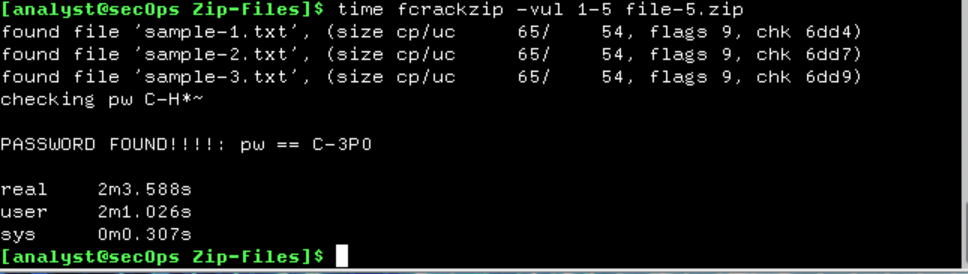 [analyst@secOps Zip-Files]$ time fcrackzip -vul 1-5 file-5.zip
found file 'sample-1.txt', (size cp/uc     65/    54, flags 9, chk 6dd4)
found file 'sample-2.txt', (size cp/uc     65/    54, flags 9, chk 6dd7)
found file 'sample-3.txt', (size cp/uc     65/    54, flags 9, chk 6dd9)
checking pw C-H*~
PASSWORD FOUND!!!!: pw == C-3PO
real    2m3.588s
user    2m1.026s
sys     0m0.307s
[analyst@secOps Zip-Files]$